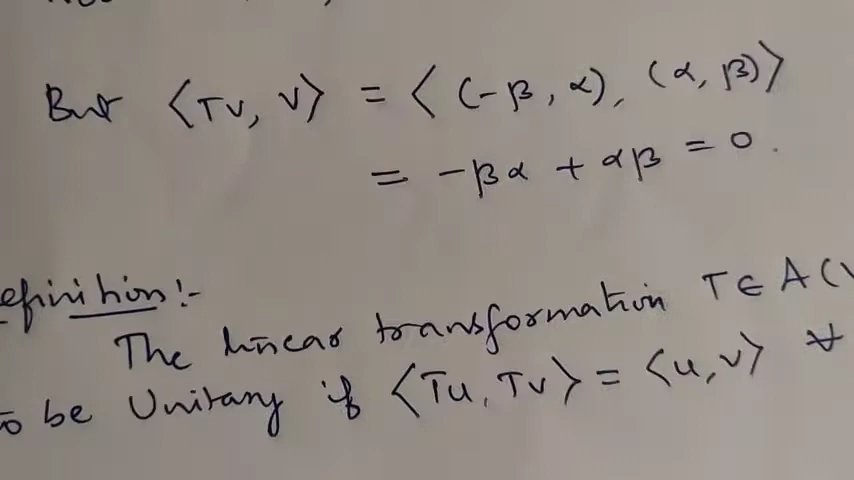 But ⟨Tv, v⟩ = ⟨ (-β, α), (α, β)⟩
= -βα + αβ = 0.
efinition:-
The linear transformation T ∈ A(V
to be Unitary if ⟨Tu, Tv⟩ = ⟨u, v⟩ ∀